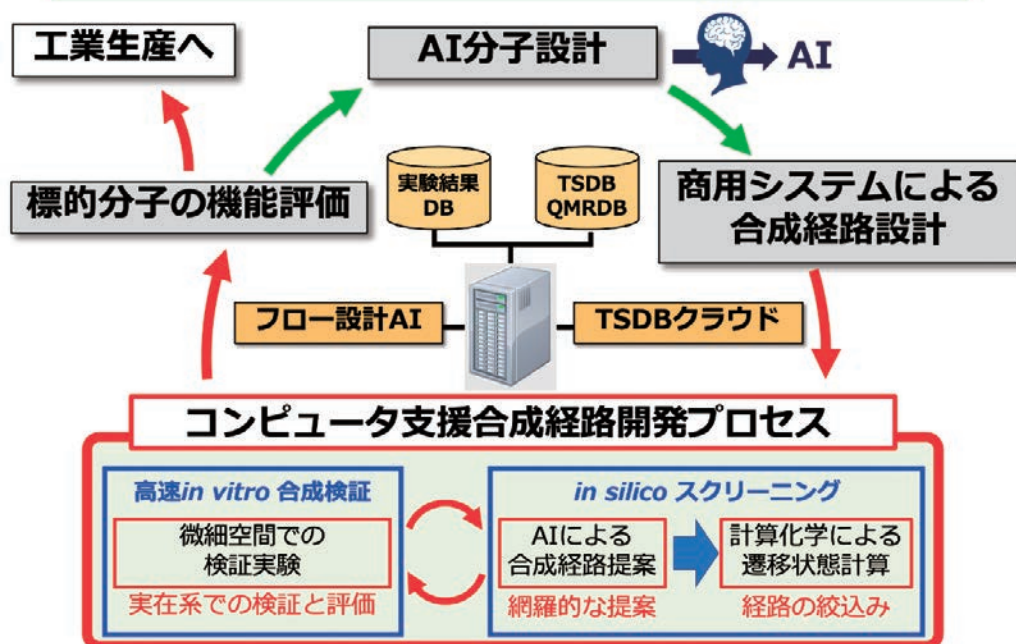 工業生産へ
AI分子設計
AI
標的分子の機能評価
実験結果
DB
TSDB
QMRDB
商用システムによる
合成経路設計
フロー設計AI
TSDBクラウド
コンピュータ支援合成経路開発プロセス
高速in vitro 合成検証
微細空間での
検証実験
実在系での検証と評価
in silico スクリーニング
AIによる
合成経路提案
網羅的な提案
計算化学による
遷移状態計算
経路の絞込み